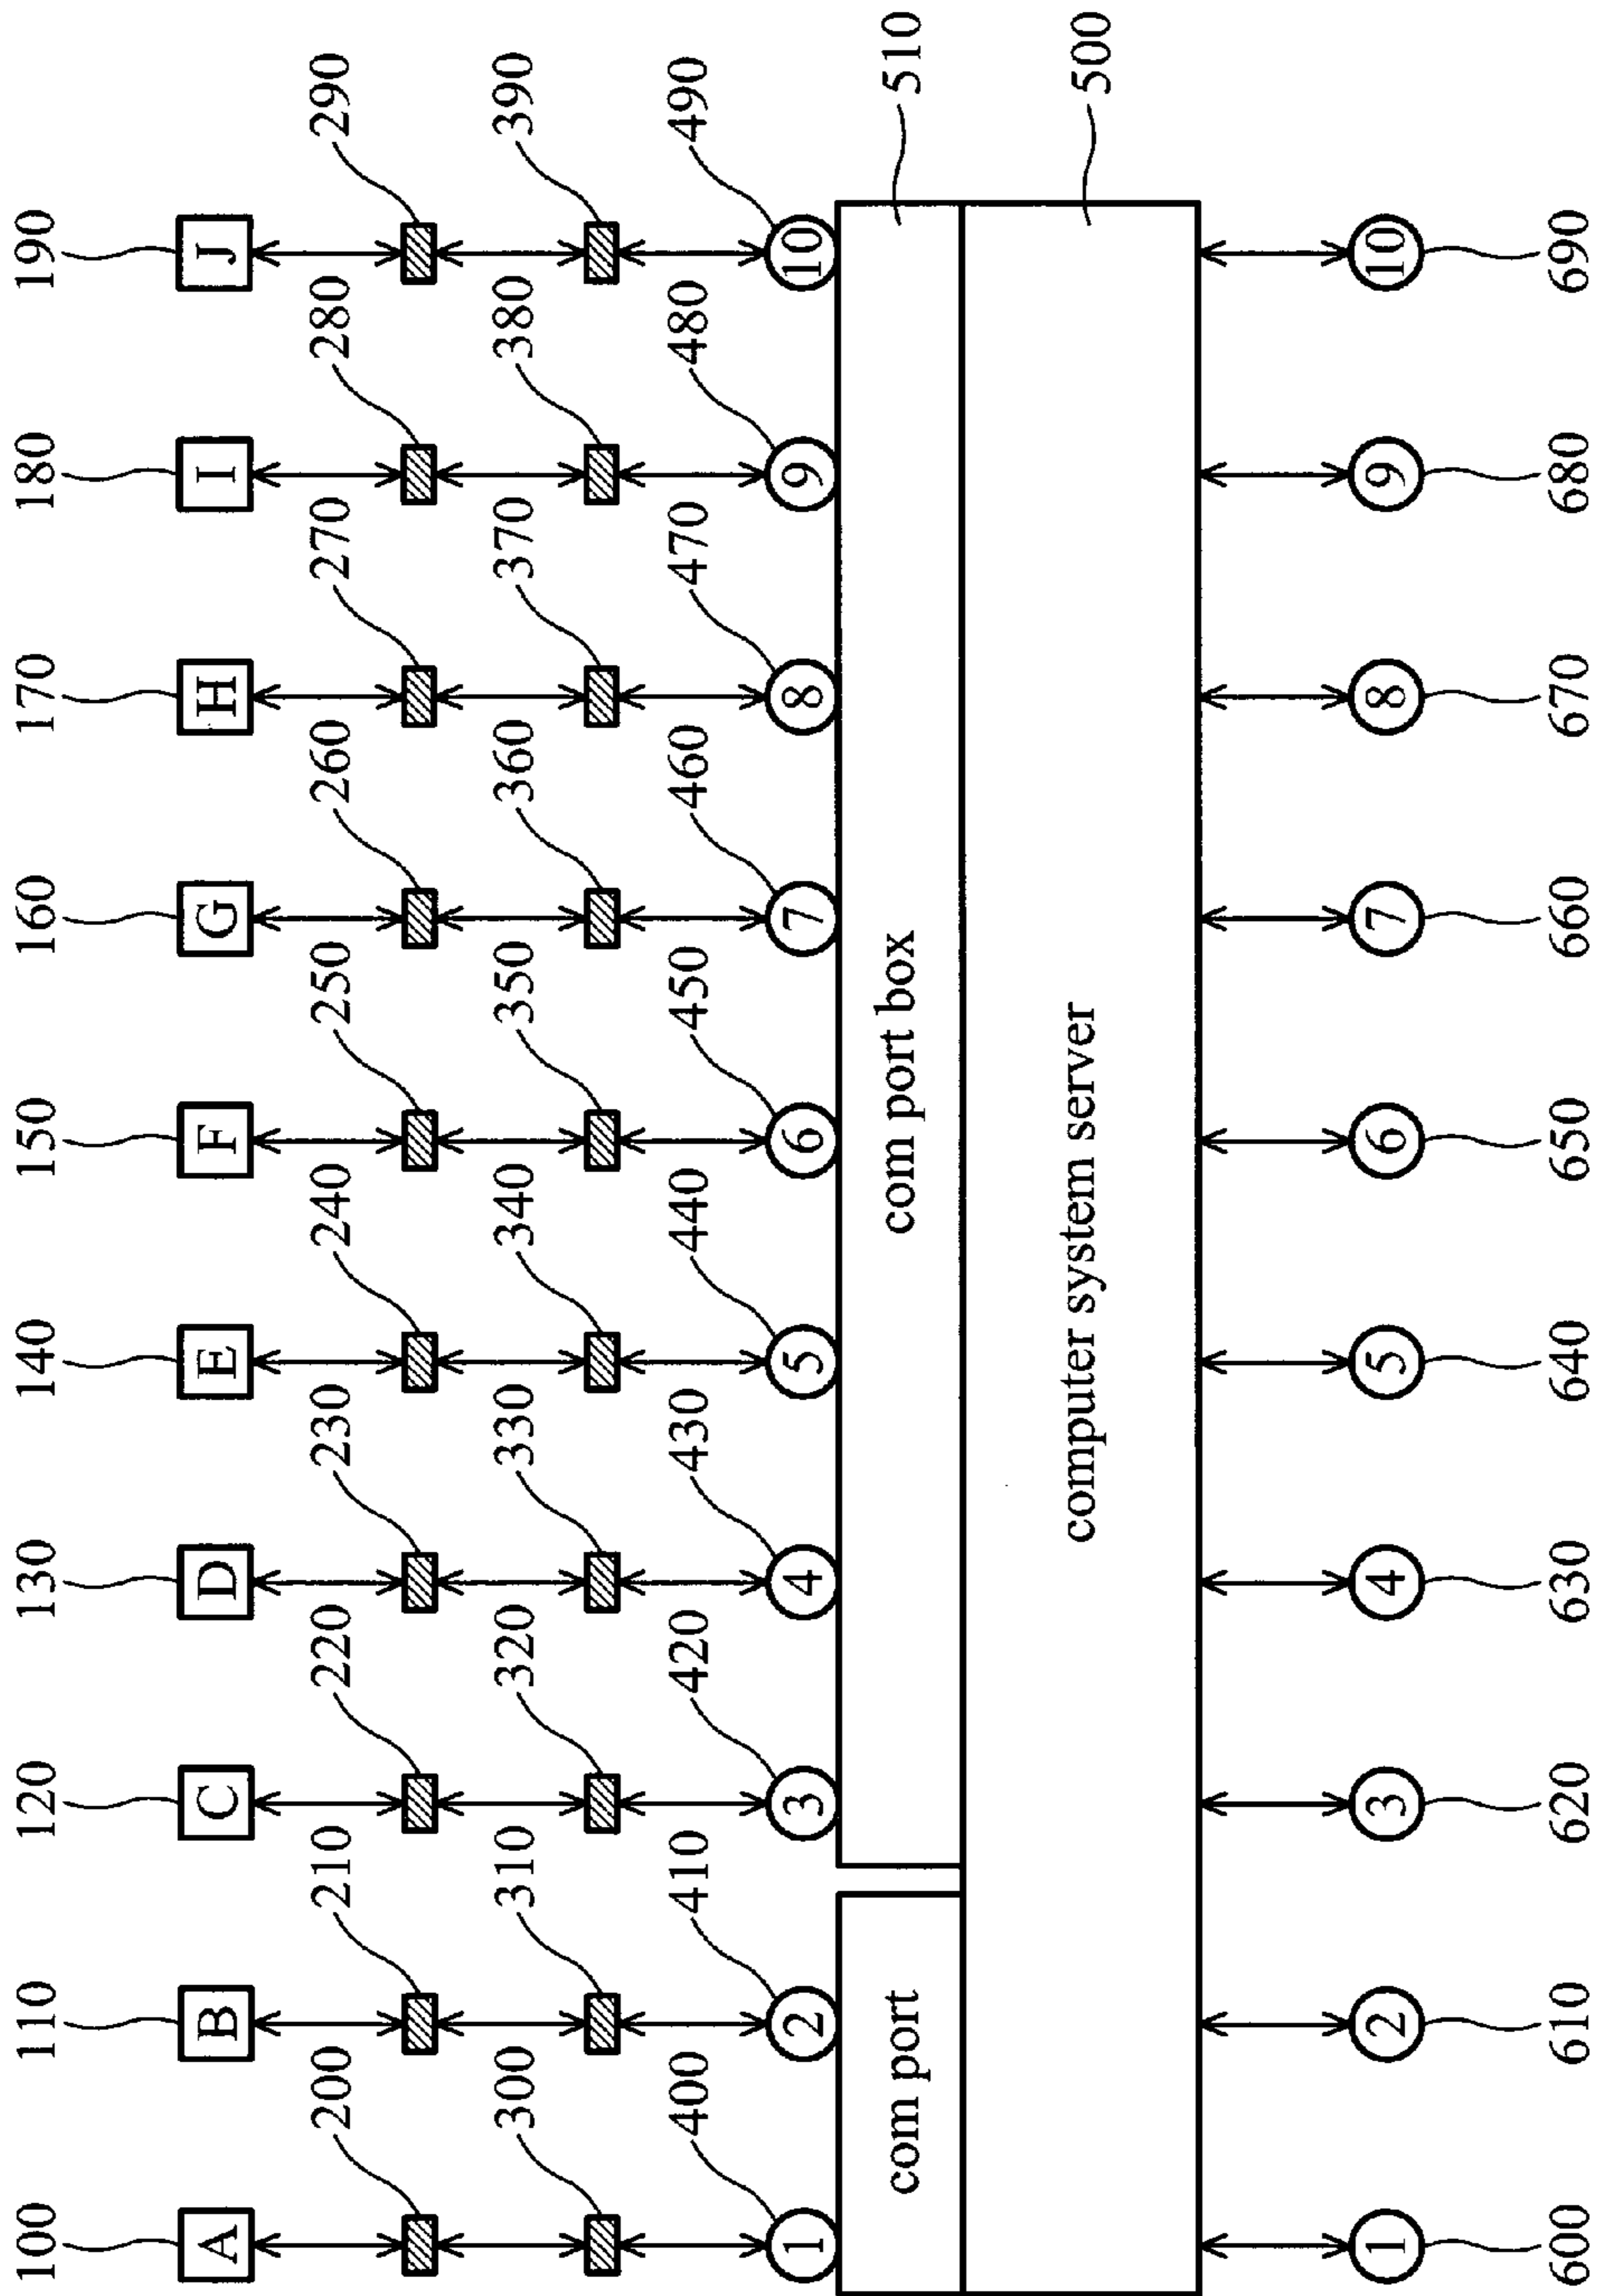 100 110 120 130 140 150 160 170 180 190
A B C D E F G H I J
200 210 220 230 240 250 260 270 280 290
300 310 320 330 340 350 360 370 380 390
400 410 420 430 440 450 460 470 480 490
1 2 3 4 5 6 7 8 9 10
com port com port box 510
computer system server 500
1 2 3 4 5 6 7 8 9 10
600 610 620 630 640 650 660 670 680 690